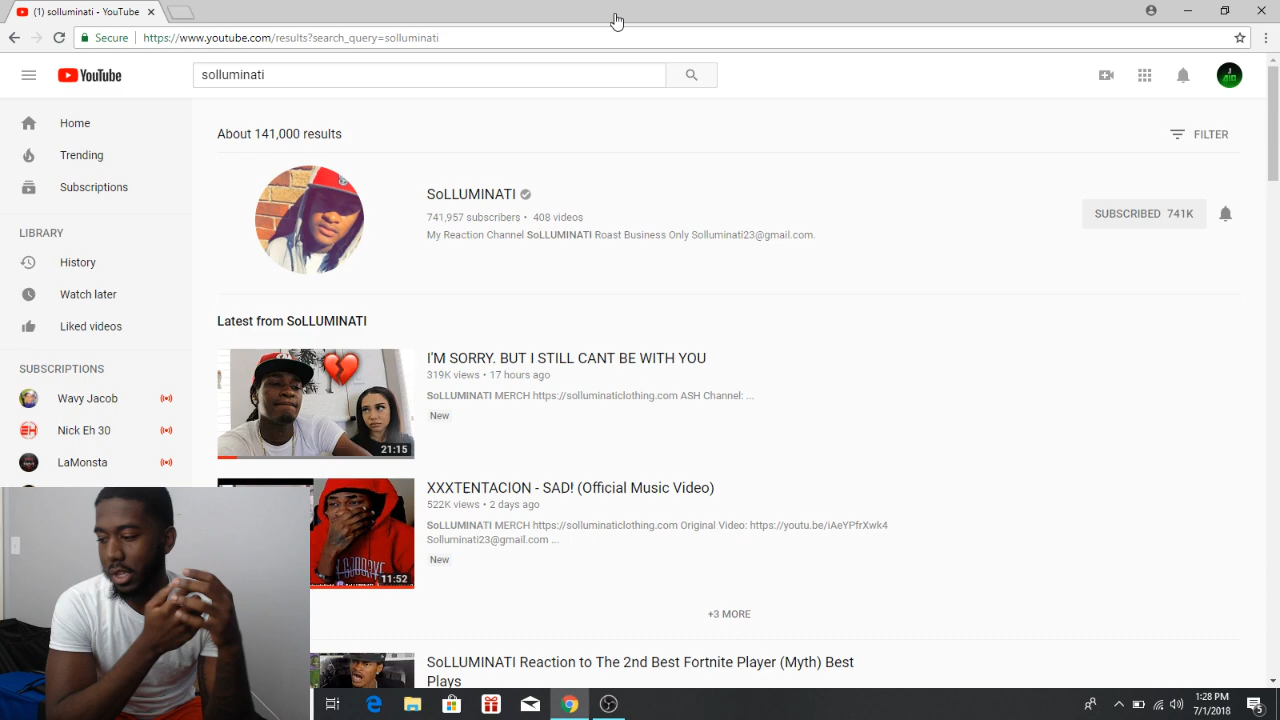 (1) solluminati - YouTube
Secure https://www.youtube.com/results?search_query=solluminati
YouTube
solluminati
Home
Trending
Subscriptions
LIBRARY
History
Watch later
Liked videos
SUBSCRIPTIONS
Wavy Jacob
Nick Eh 30
LaMonsta
About 141,000 results
FILTER
SoLLUMINATI
741,957 subscribers • 408 videos
My Reaction Channel SoLLUMINATI Roast Business Only Solluminati23@gmail.com.
SUBSCRIBED 741K
Latest from SoLLUMINATI
21:15
I'M SORRY. BUT I STILL CANT BE WITH YOU
319K views • 17 hours ago
SoLLUMINATI MERCH https://solluminaticlothing.com ASH Channel: ...
New
11:52
XXXTENTACION - SAD! (Official Music Video)
522K views • 2 days ago
SoLLUMINATI MERCH https://solluminaticlothing.com Original Video: https://youtu.be/iAeYPfrXwk4
Solluminati23@gmail.com ...
New
+3 MORE
SoLLUMINATI Reaction to The 2nd Best Fortnite Player (Myth) Best
Plays
1:28 PM
7/1/2018
5